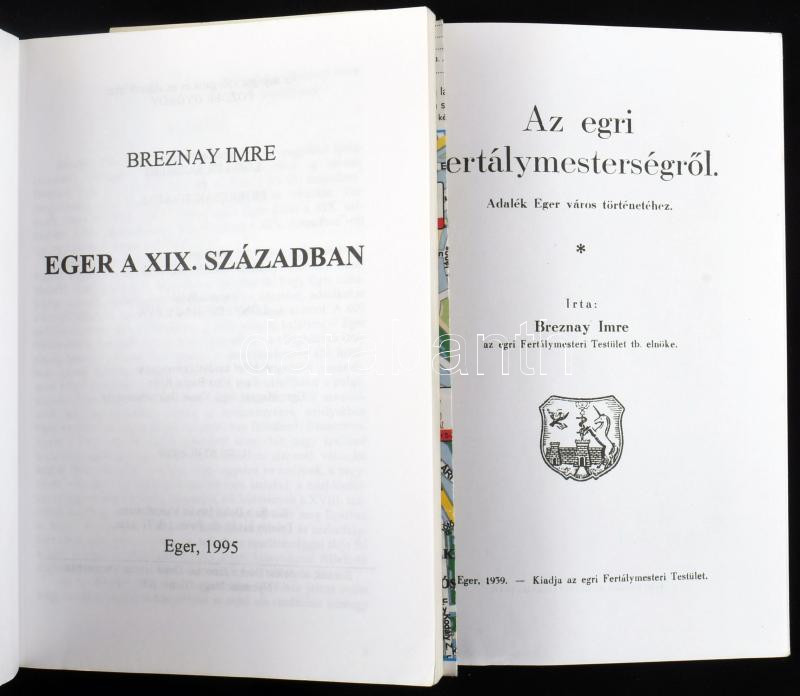 BREZNAY IMRE
EGER A XIX. SZÁZADBAN
Eger, 1995
Az egri
ertálymesterségről.
Adalék Eger város történetéhez.
*
Irta:
Breznay Imre
az egri Fertálymesteri Testület tb. elnöke.
Eger, 1939. — Kiadja az egri Fertálymesteri Testület.